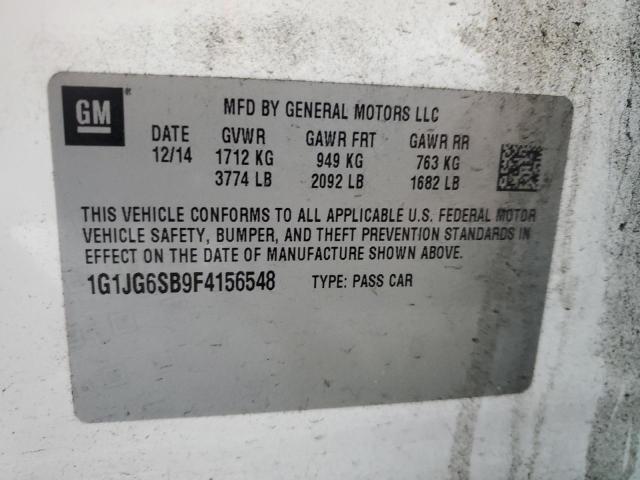 GM
®
MFD BY GENERAL MOTORS LLC
DATE GVWR GAWR FRT GAWR RR
12/14 1712 KG 949 KG 763 KG
3774 LB 2092 LB 1682 LB
THIS VEHICLE CONFORMS TO ALL APPLICABLE U.S. FEDERAL MOTOR
VEHICLE SAFETY, BUMPER, AND THEFT PREVENTION STANDARDS IN
EFFECT ON THE DATE OF MANUFACTURE SHOWN ABOVE.
1G1JG6SB9F4156548 TYPE: PASS CAR